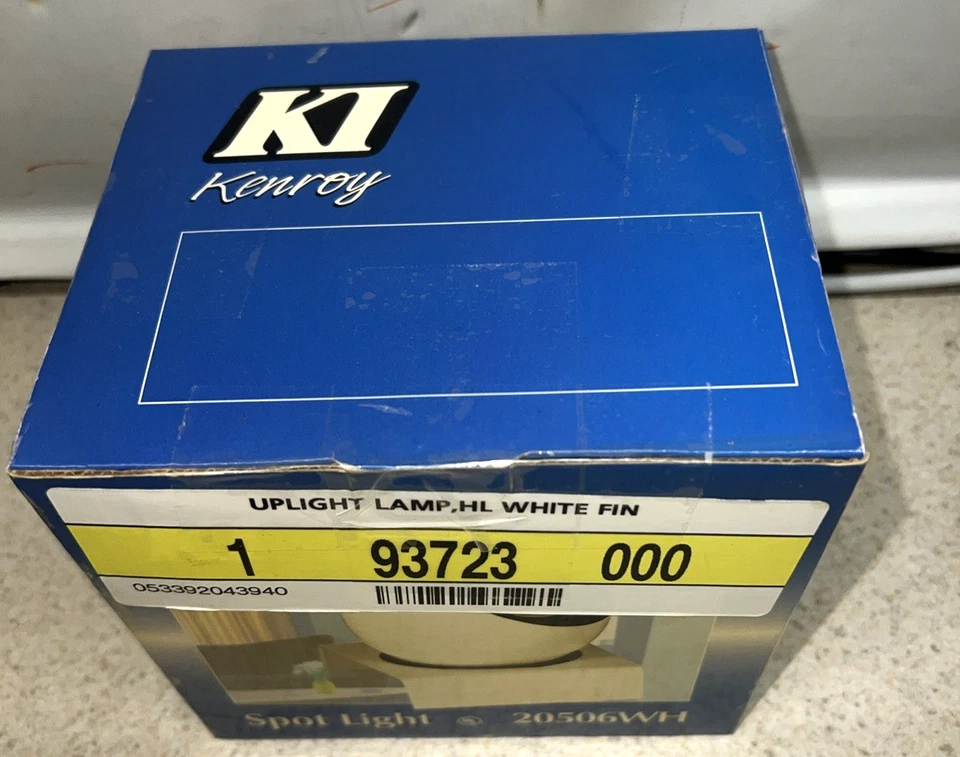 KI
Kenroy
UPLIGHT LAMP,HL WHITE FIN
1 93723 000
053392043940
Spot Light 20506WH